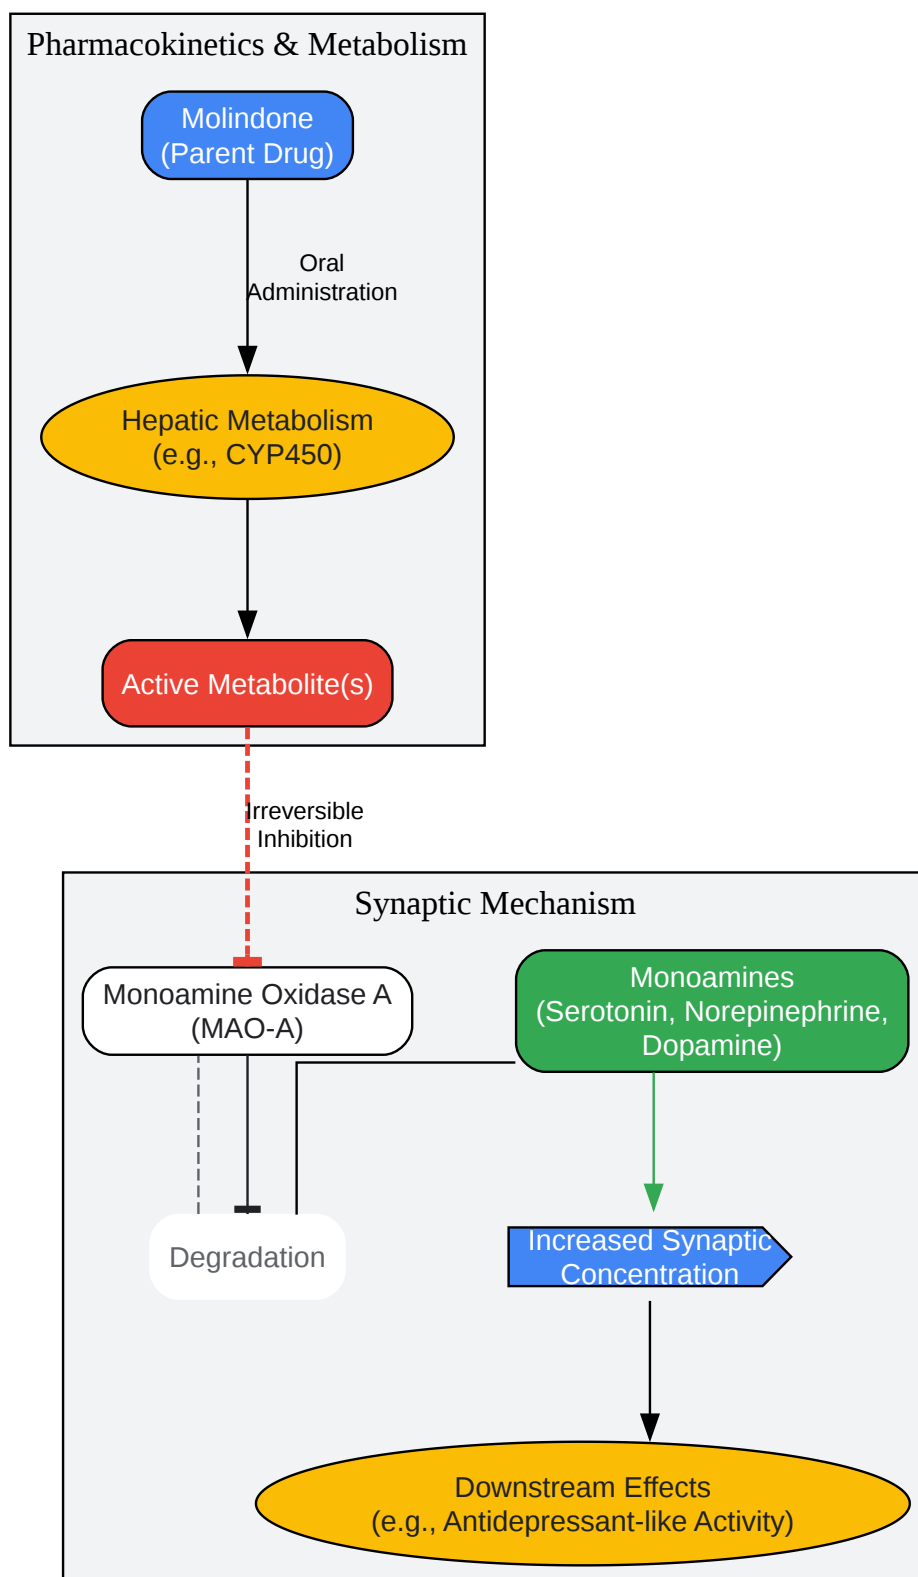 Pharmacokinetics & Metabolism
Molindone
(Parent Drug)
Oral
Administration
Hepatic Metabolism
(e.g., CYP450)
Active Metabolite(s)
Irreversible
Inhibition
Synaptic Mechanism
Monoamine Oxidase A
(MAO-A)
Monoamines
(Serotonin, Norepinephrine,
Dopamine)
Degradation
Increased Synaptic
Concentration
Downstream Effects
(e.g., Antidepressant-like Activity)